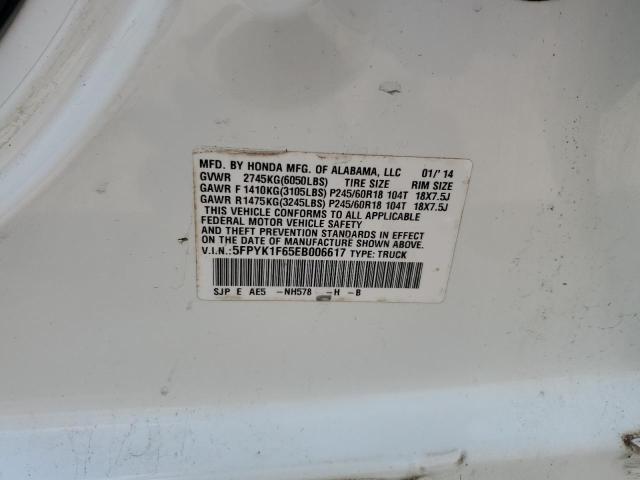 MFD. BY HONDA MFG. OF ALABAMA, LLC 01/'14
GVWR 2745KG(6050LBS) TIRE SIZE RIM SIZE
GAWR F 1410KG(3105LBS) P245/60R18 104T 18X7.5J
GAWR R 1475KG(3245LBS) P245/60R18 104T 18X7.5J
THIS VEHICLE CONFORMS TO ALL APPLICABLE
FEDERAL MOTOR VEHICLE SAFETY
AND THEFT PREVENTION STANDARDS IN EFFECT
ON THE DATE OF MANUFACTURE SHOWN ABOVE.
V.I.N.:5FPYK1F65EB006617 TYPE:TRUCK
SJP E AE5 -NH578 -H -B